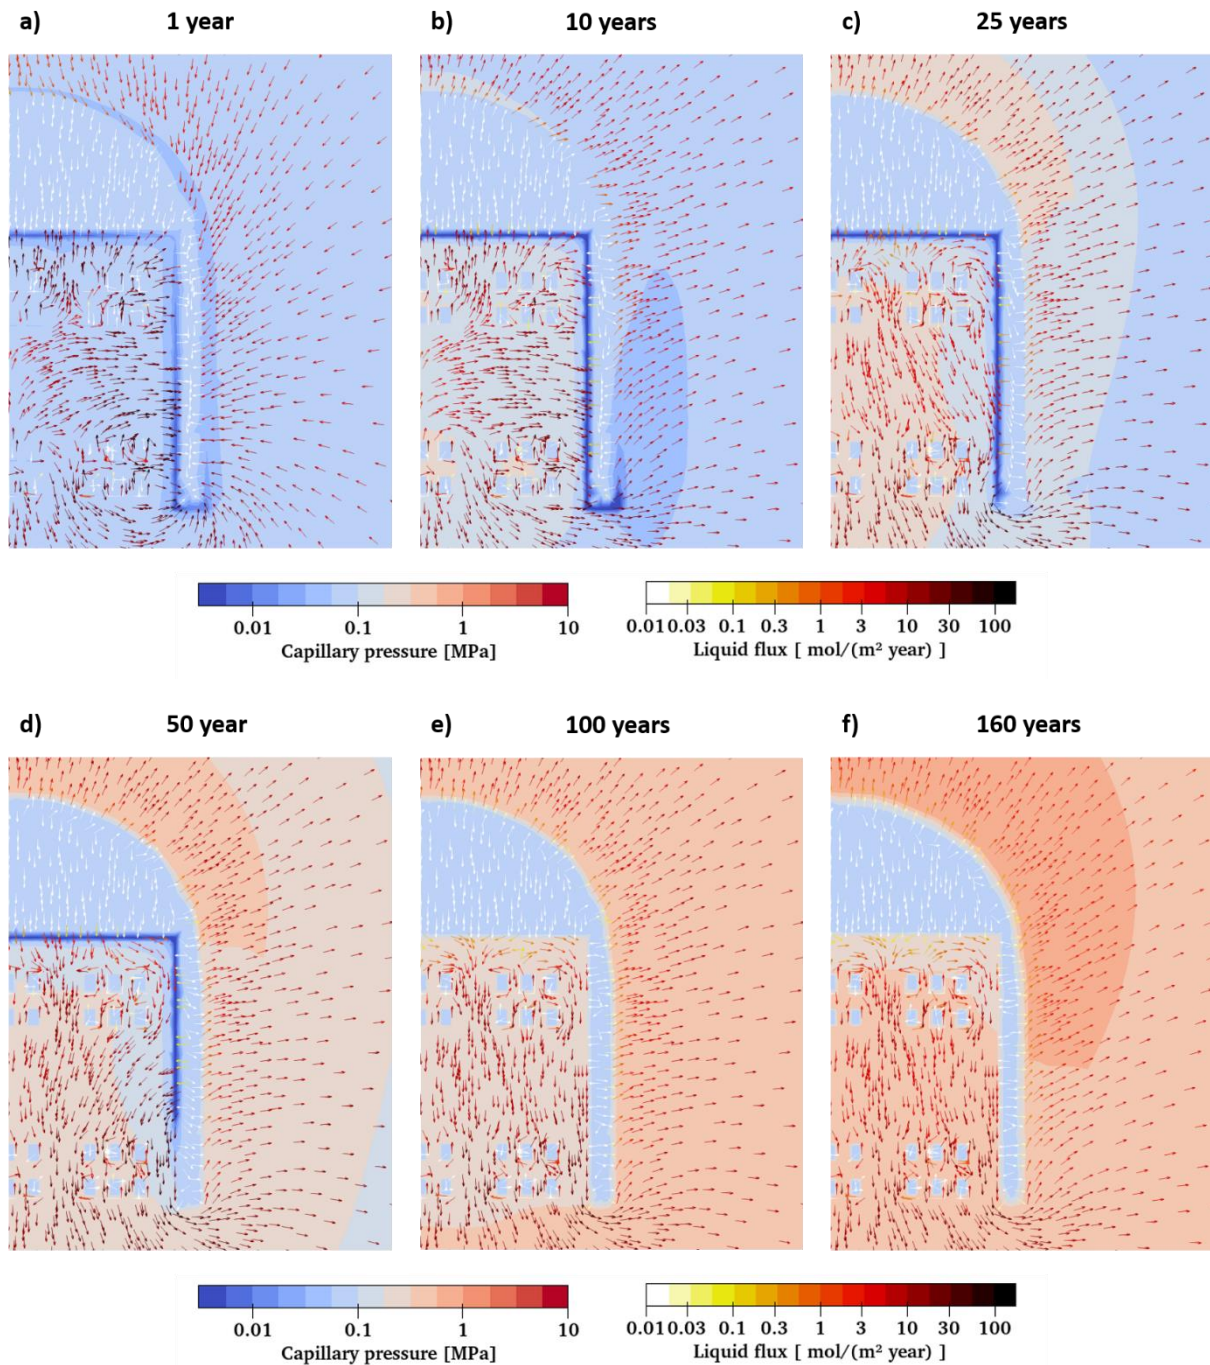 a) 1 year b) 10 years c) 25 years
0.01 0.1 1 10 0.01 0.03 0.1 0.3 1 3 10 30 100
Capillary pressure [MPa] Liquid flux [ mol/(m² year) ]
d) 50 year e) 100 years f) 160 years
0.01 0.1 1 10 0.01 0.03 0.1 0.3 1 3 10 30 100
Capillary pressure [MPa] Liquid flux [ mol/(m² year) ]